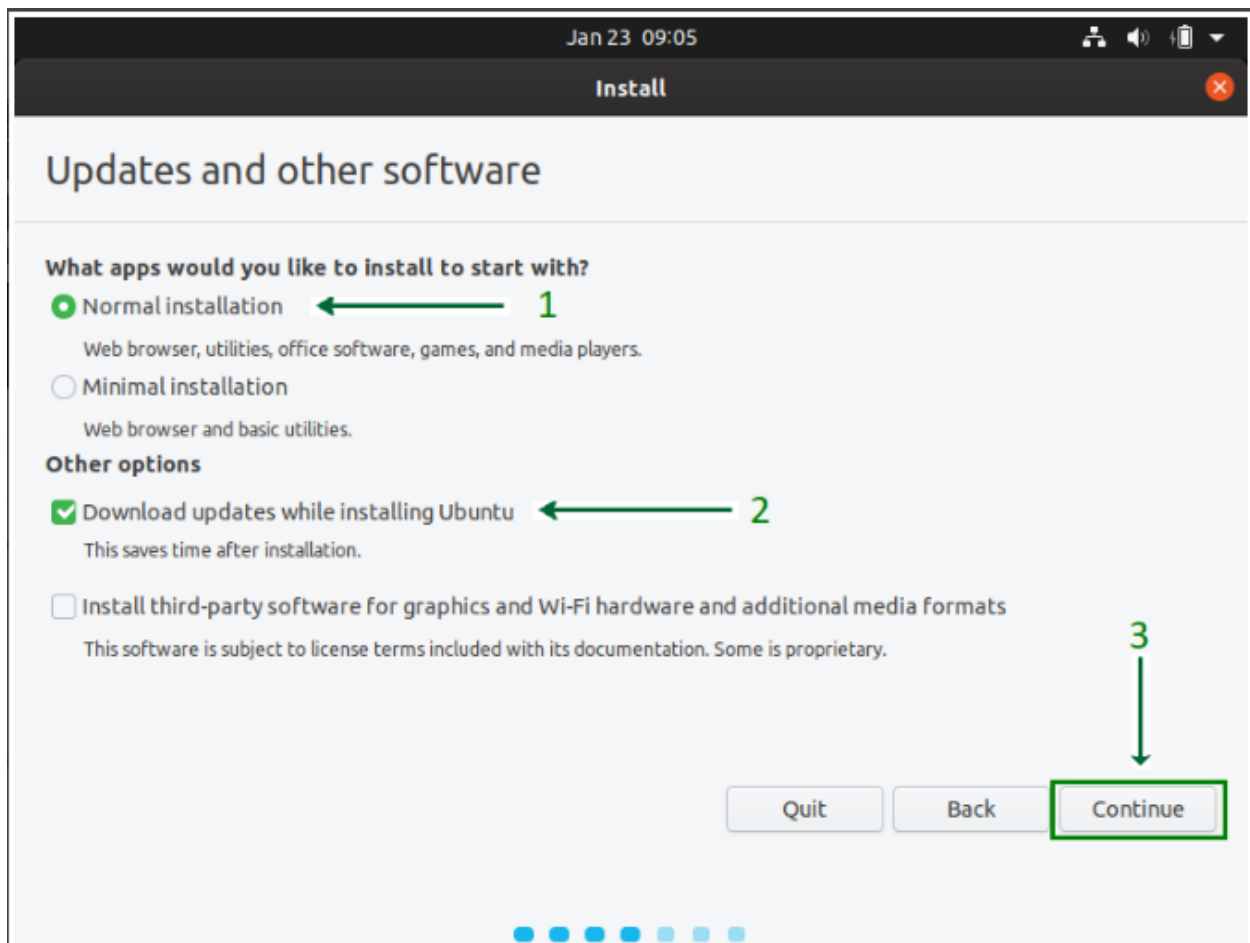 Jan 23 09:05
Install
Updates and other software
What apps would you like to install to start with?
Normal installation 1
Web browser, utilities, office software, games, and media players.
Minimal installation
Web browser and basic utilities.
Other options
Download updates while installing Ubuntu 2
This saves time after installation.
Install third-party software for graphics and Wi-Fi hardware and additional media formats
This software is subject to license terms included with its documentation. Some is proprietary.
3
Quit Back Continue